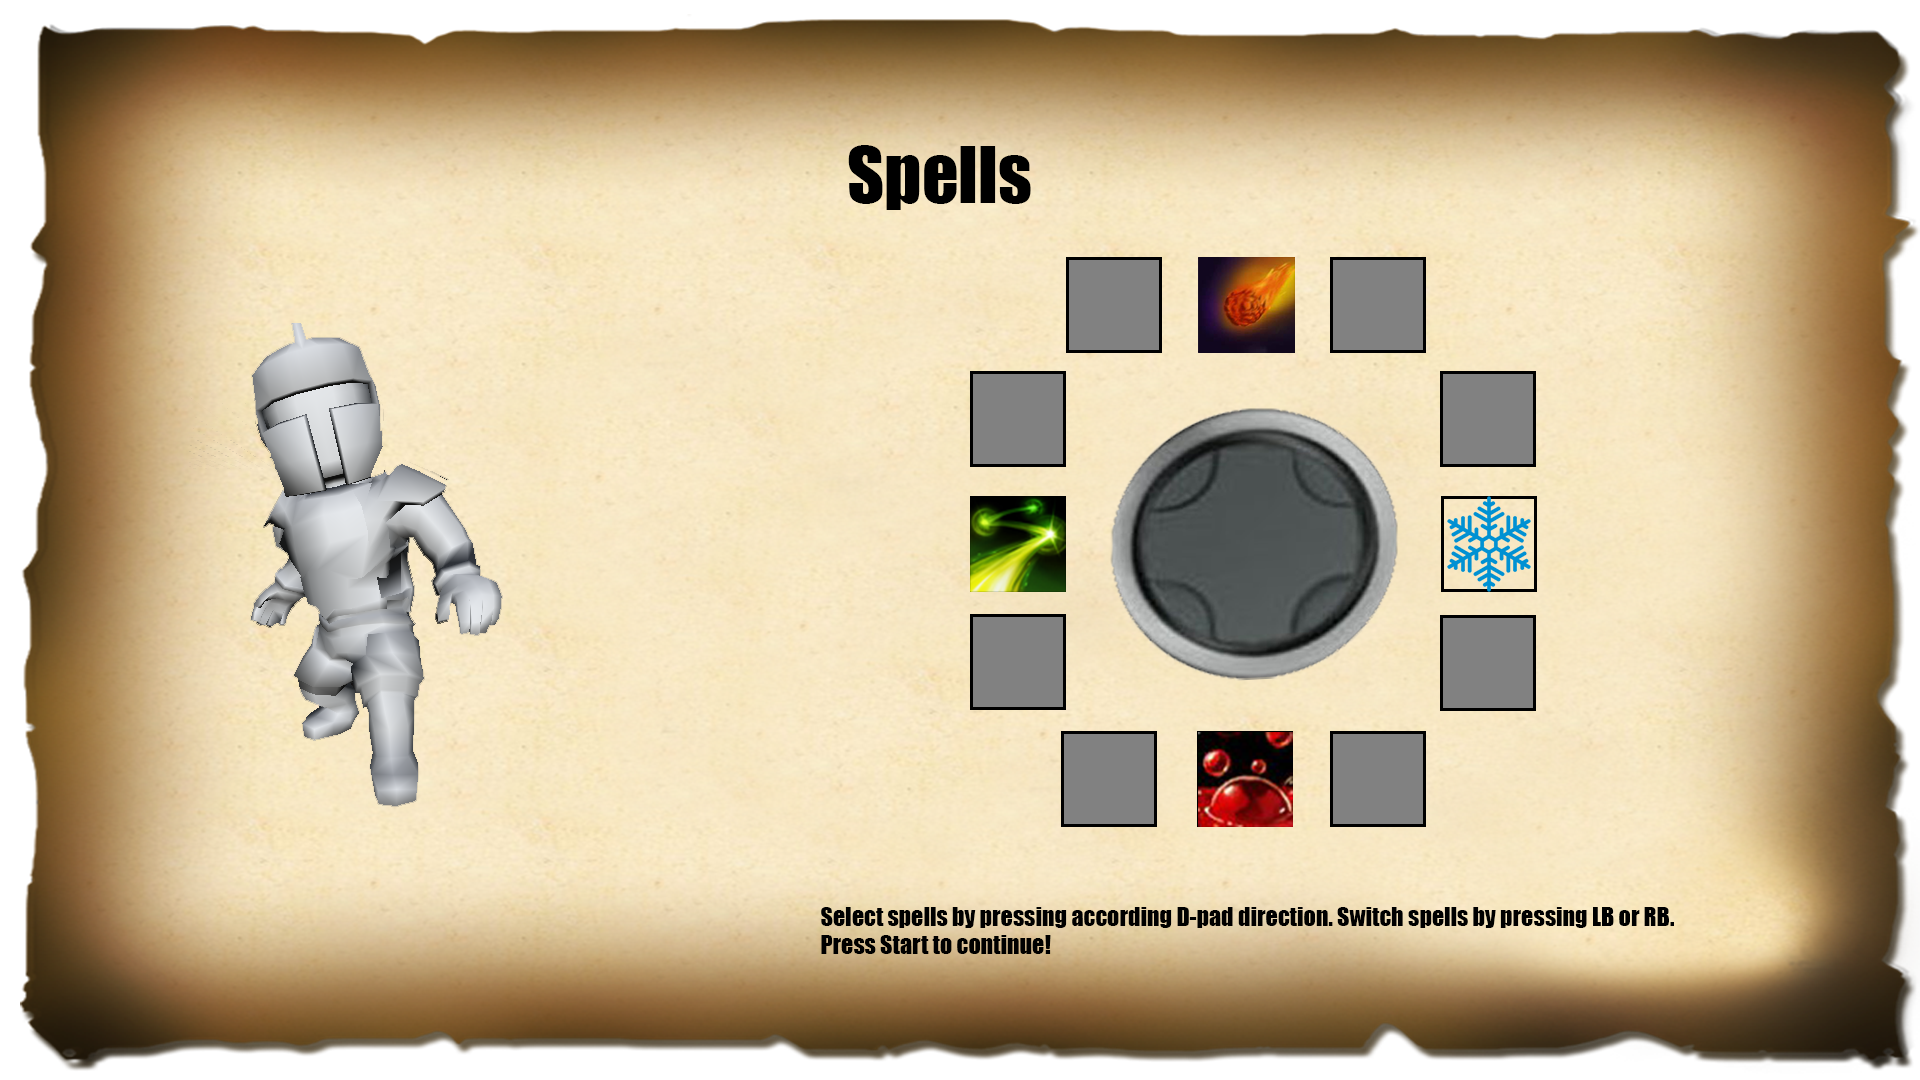 Spells
Select spells by pressing according D-pad direction. Switch spells by pressing LB or RB.
Press Start to continue!